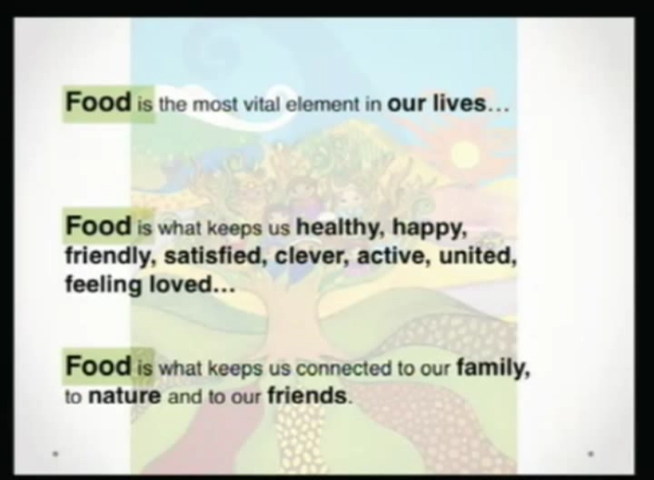 Food is the most vital element in our lives...
Food is what keeps us healthy, happy,
friendly, satisfied, clever, active, united,
feeling loved...
Food is what keeps us connected to our family,
to nature and to our friends.